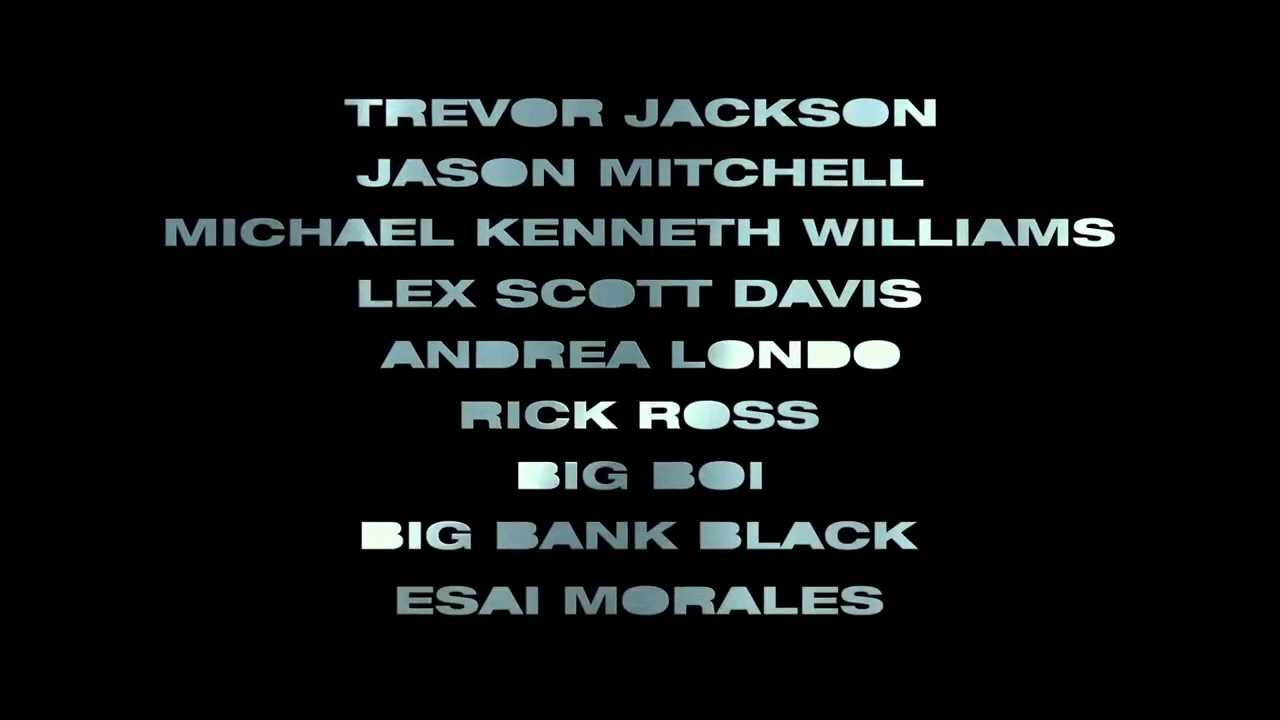 TREVOR JACKSON
JASON MITCHELL
MICHAEL KENNETH WILLIAMS
LEX SCOTT DAVIS
ANDREA LONDO
RICK ROSS
BIG BOI
BIG BANK BLACK
ESAI MORALES